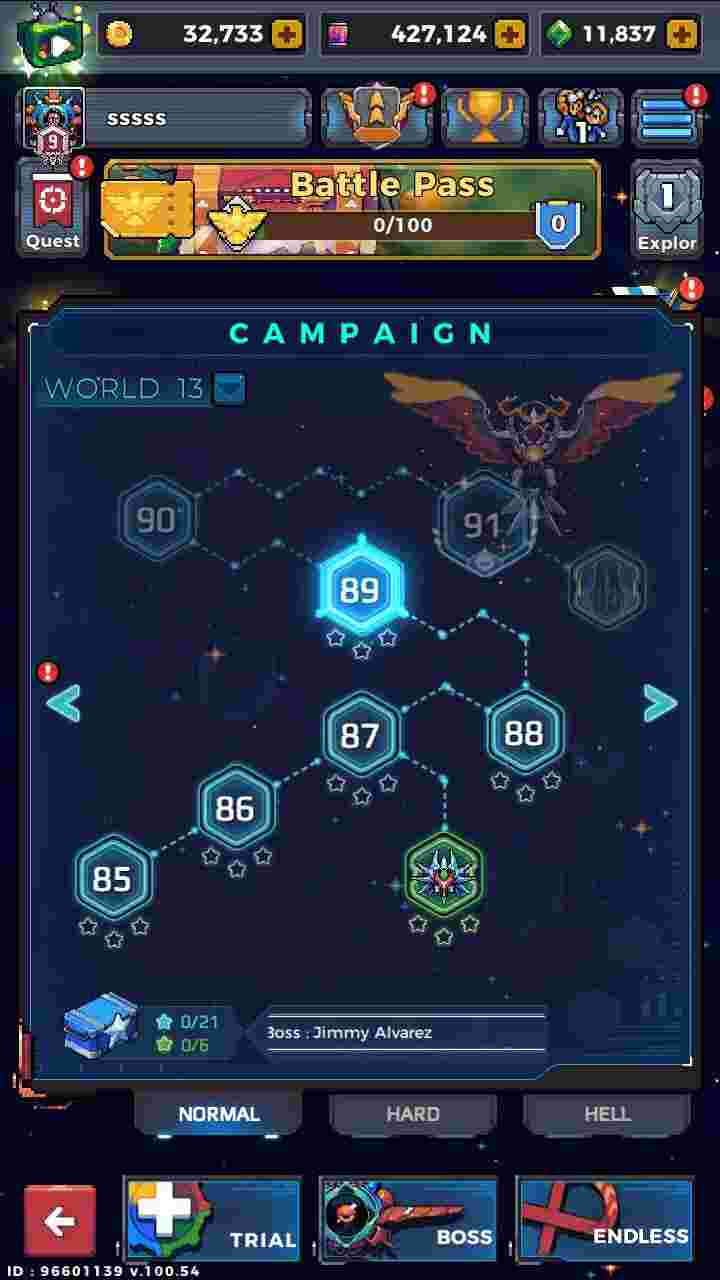 32,733
427,124
11,837
9
sssss
1
Quest
Battle Pass
0/100
0
1
Explor
CAMPAIGN
WORLD 13
90
91
89
87
88
86
85
0/21
0/6
Boss : Jimmy Alvarez
NORMAL
HARD
HELL
TRIAL
BOSS
ENDLESS
ID : 96601139 v.100.54